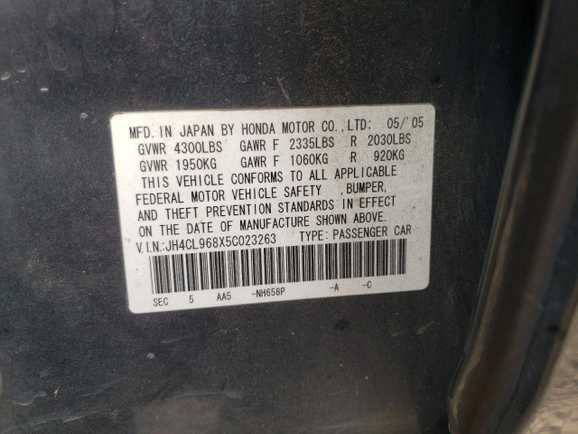 MFD. IN JAPAN BY HONDA MOTOR CO.,LTD: 05/'05
GVWR 4300LBS GAWR F 2335LBS R 2030LBS
GVWR 1950KG GAWR F 1060KG R 920KG
THIS VEHICLE CONFORMS TO ALL APPLICABLE
FEDERAL MOTOR VEHICLE SAFETY ,BUMPER,
AND THEFT PREVENTION STANDARDS IN EFFECT
ON THE DATE OF MANUFACTURE SHOWN ABOVE.
V.I.N.:JH4CL968X5C023263 TYPE: PASSENGER CAR
SEC 5 AA5 -NH658P -A -C